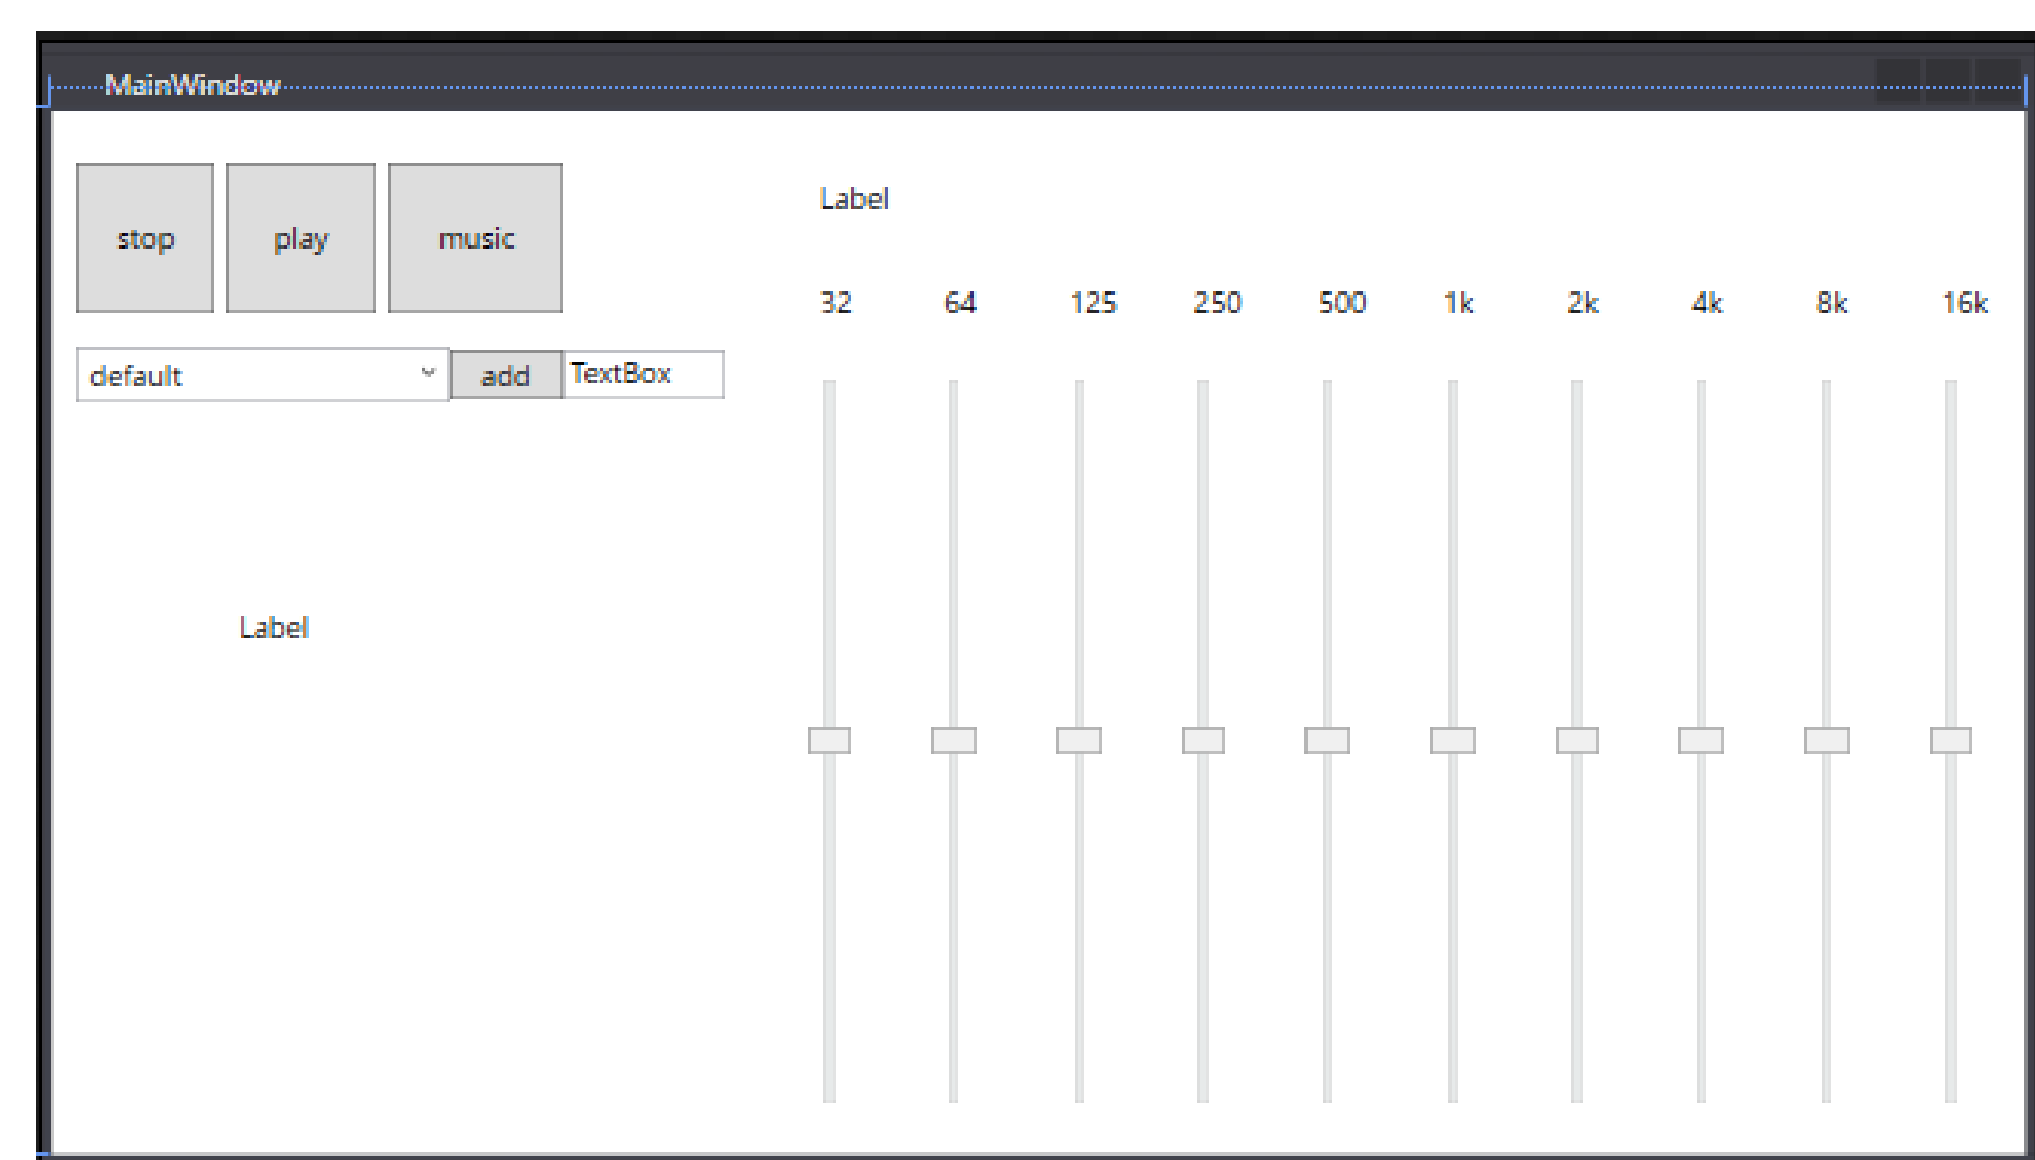 MainWindow
stop play music
Label
32 64 125 250 500 1k 2k 4k 8k 16k
default add TextBox
Label